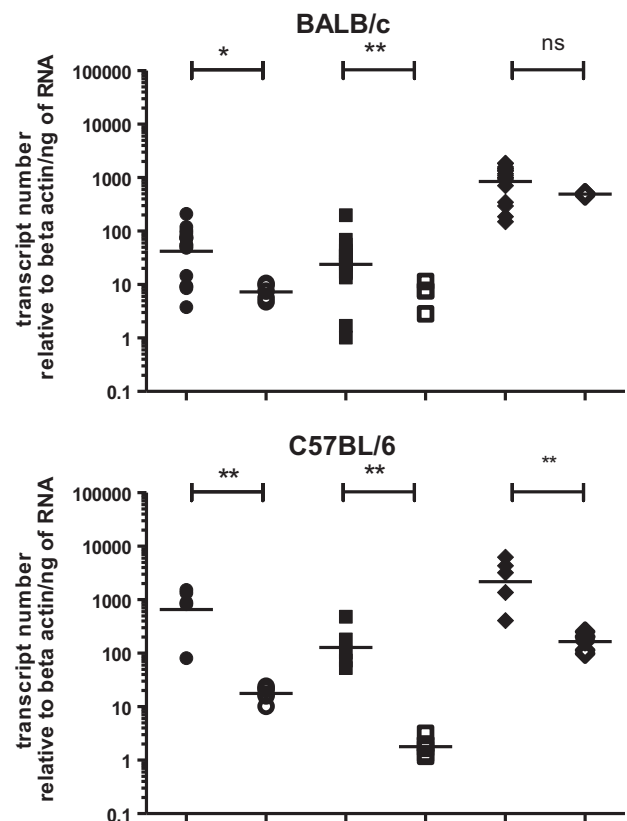 BALB/c
* ** ns
transcript number
relative to beta actin/ng of RNA
100000
10000
1000
100
10
1
0.1
C57BL/6
** ** **
transcript number
relative to beta actin/ng of RNA
100000
10000
1000
100
10
1
0.1